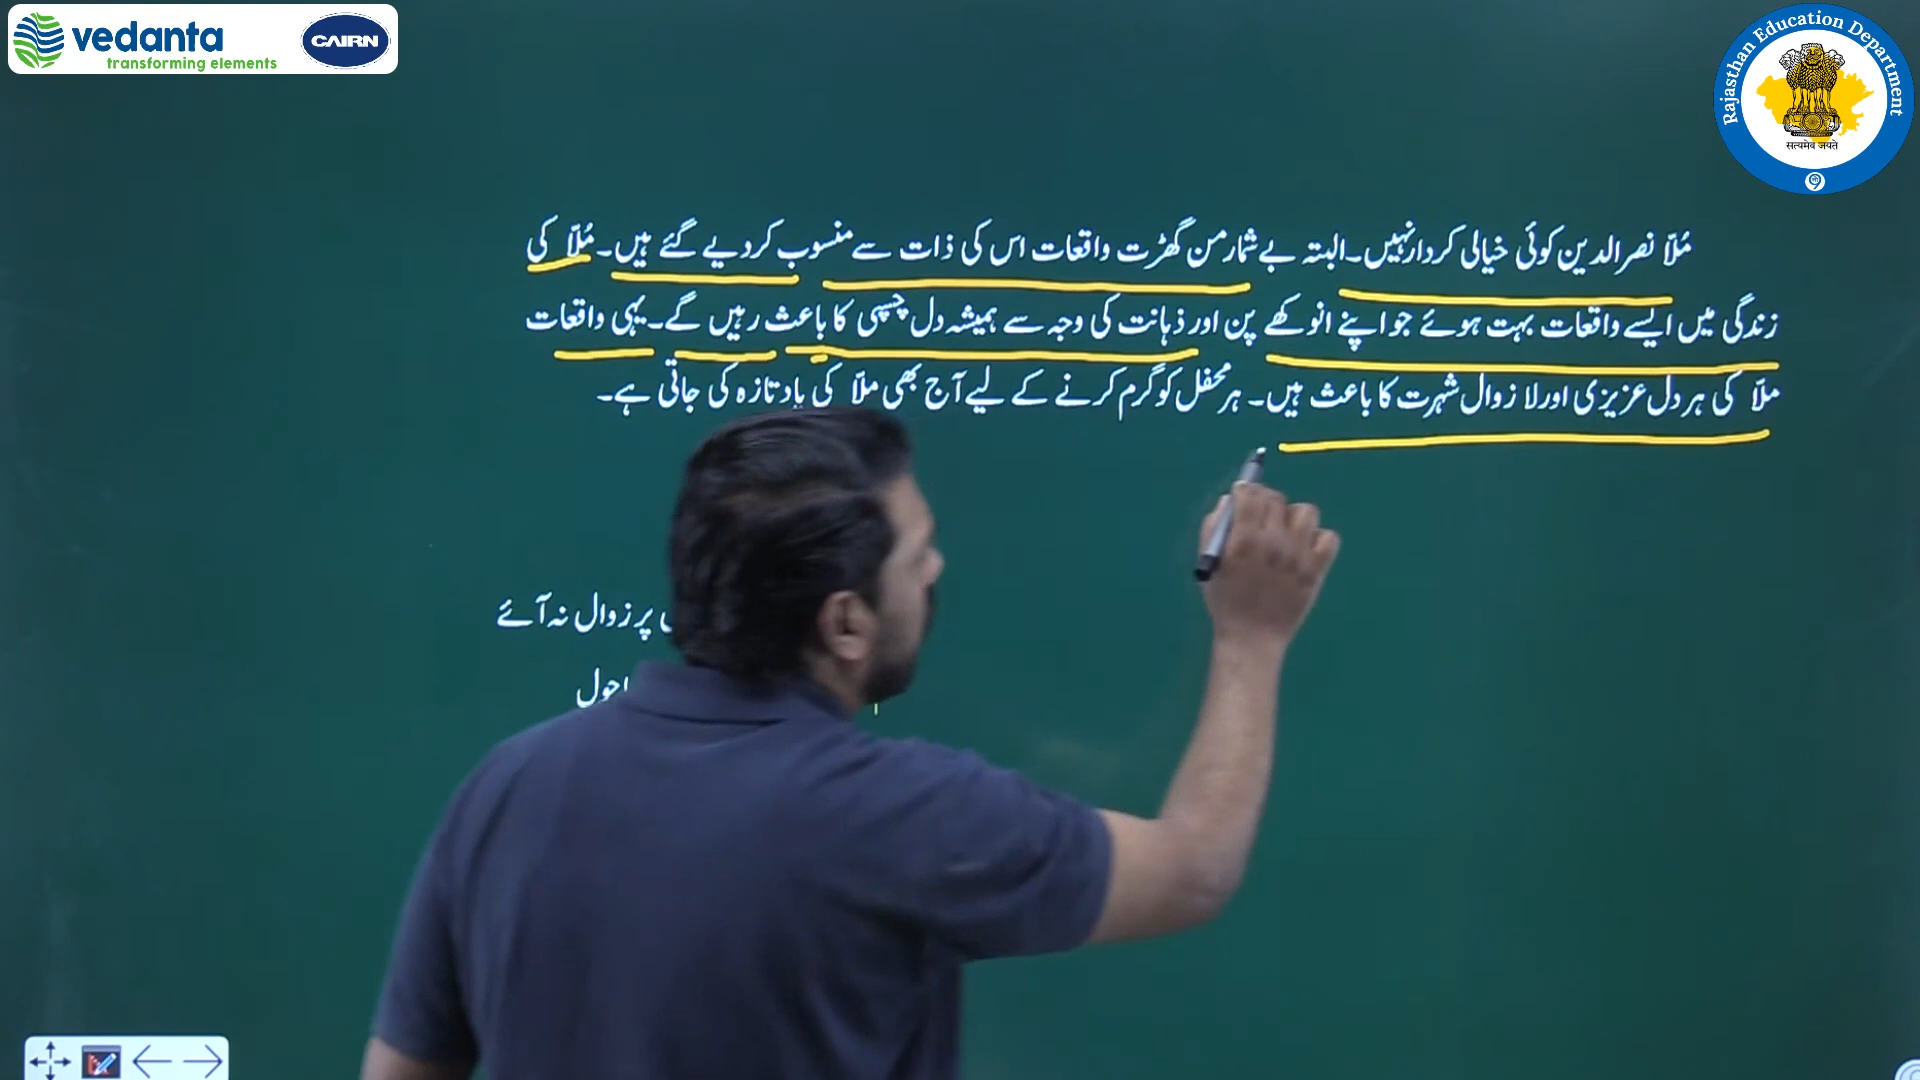 vedanta
transforming elements
CAIRN
Rajasthan Education Department
सत्यमेव जयते
مُلّا نصرالدین کوئی خیالی کردار نہیں۔ البتہ بے شمار من گھڑت واقعات اس کی ذات سے منسوب کردیے گئے ہیں۔ مُلّا کی
زندگی میں ایسے واقعات بہت ہوئے جو اپنے انوکھے پن اور ذہانت کی وجہ سے ہمیشہ دل چسپی کا باعث رہیں گے۔ یہی واقعات
ملّا کی ہر دل عزیزی اور لازوال شہرت کا باعث ہیں۔ ہر محفل کو گرم کرنے کے لیے آج بھی ملّا کی یاد تازہ کی جاتی ہے۔
پر زوال نہ آئے